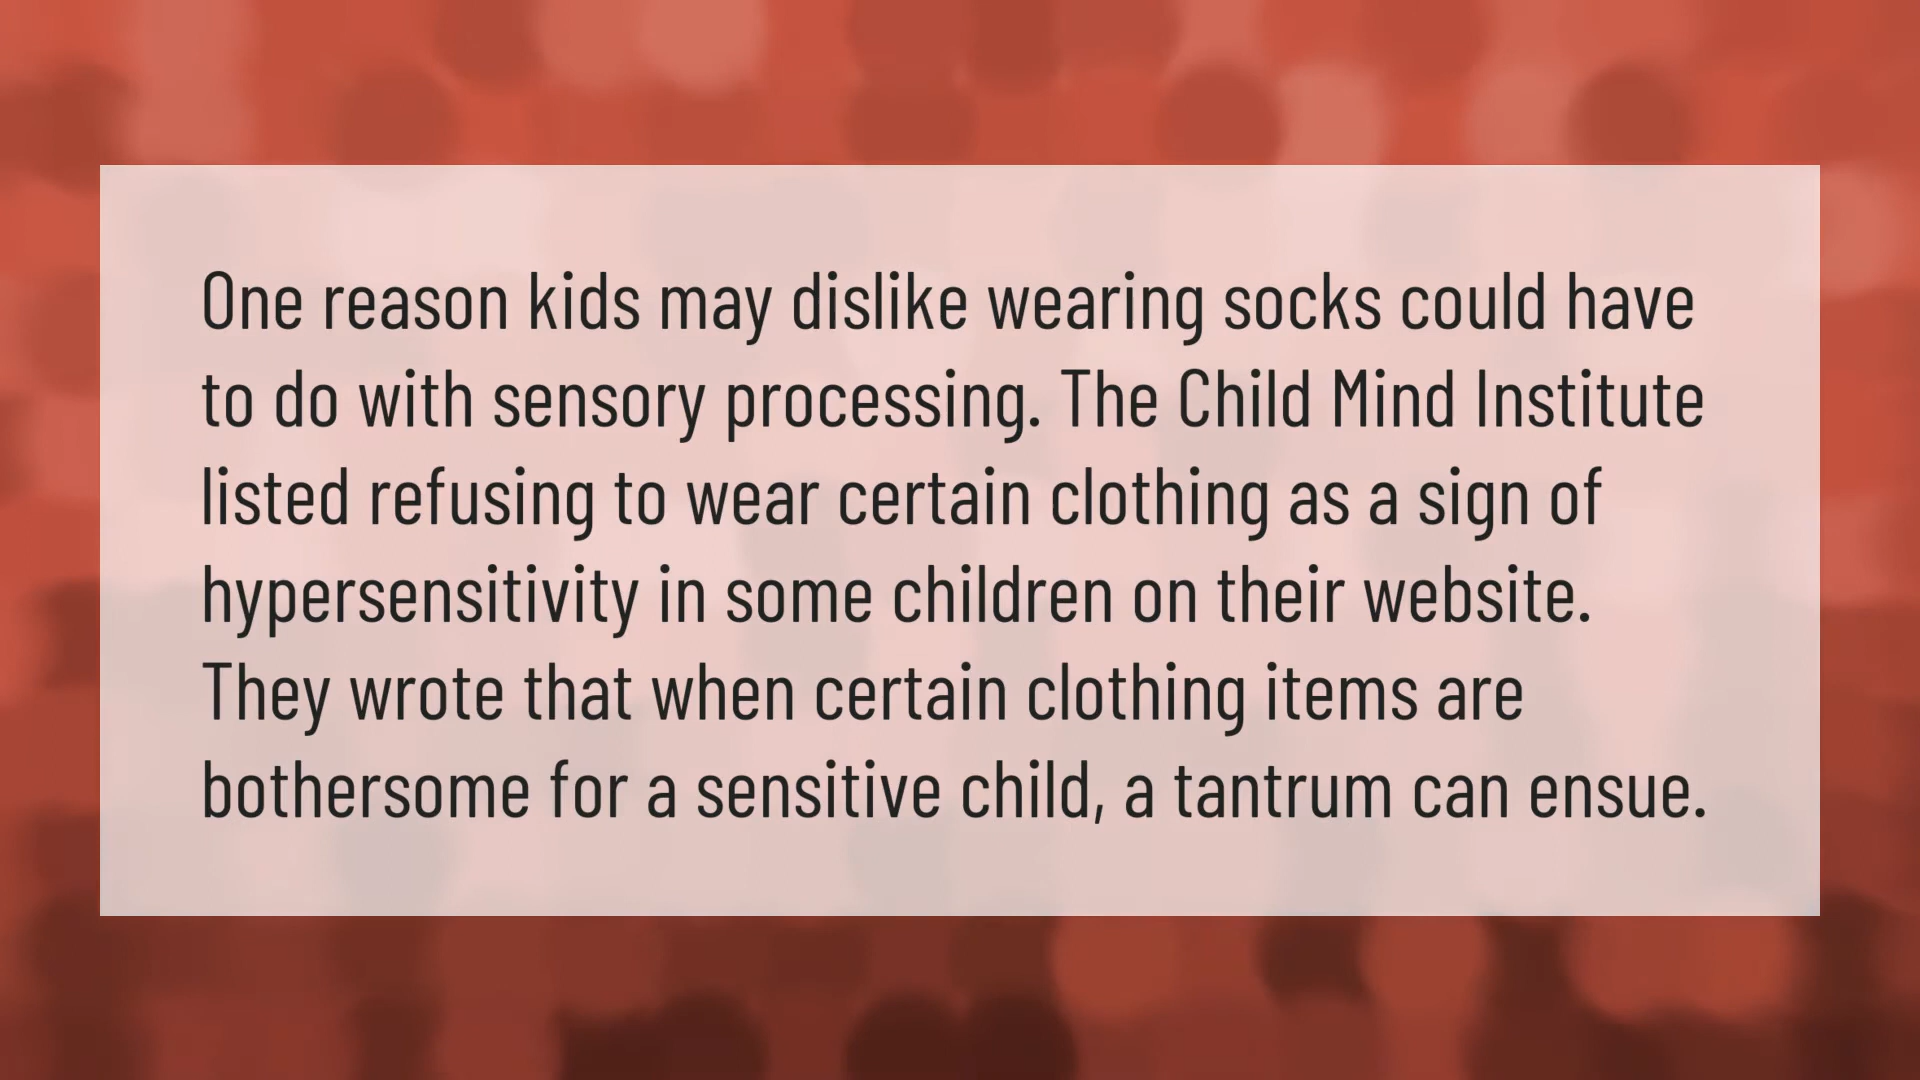 One reason kids may dislike wearing socks could have
to do with sensory processing. The Child Mind Institute
listed refusing to wear certain clothing as a sign of
hypersensitivity in some children on their website.
They wrote that when certain clothing items are
bothersome for a sensitive child, a tantrum can ensue.